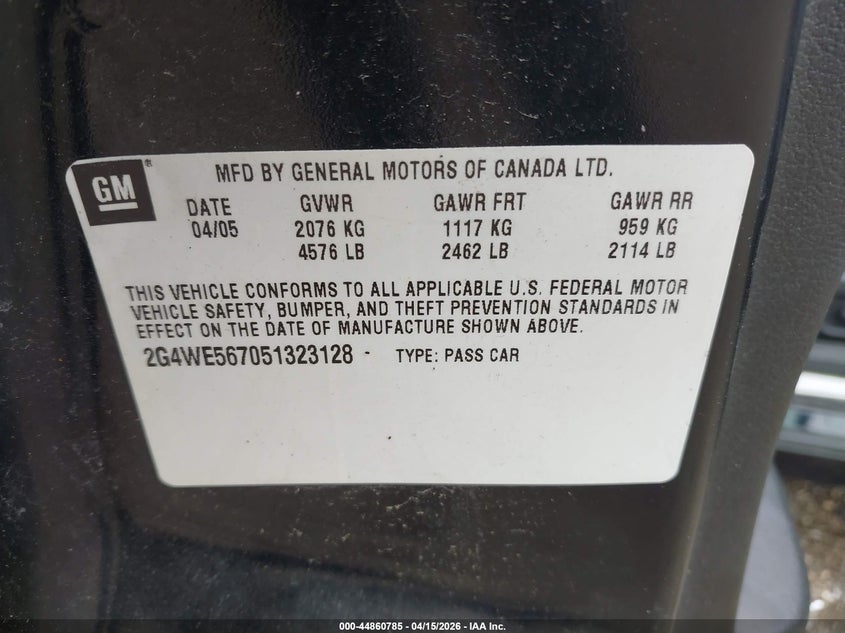 GM
MFD BY GENERAL MOTORS OF CANADA LTD.
DATE GVWR GAWR FRT GAWR RR
04/05 2076 KG 1117 KG 959 KG
4576 LB 2462 LB 2114 LB
THIS VEHICLE CONFORMS TO ALL APPLICABLE U.S. FEDERAL MOTOR
VEHICLE SAFETY, BUMPER, AND THEFT PREVENTION STANDARDS IN
EFFECT ON THE DATE OF MANUFACTURE SHOWN ABOVE.
2G4WE567051323128 - TYPE: PASS CAR
000-44860785 - 04/15/2026 - IAA Inc.